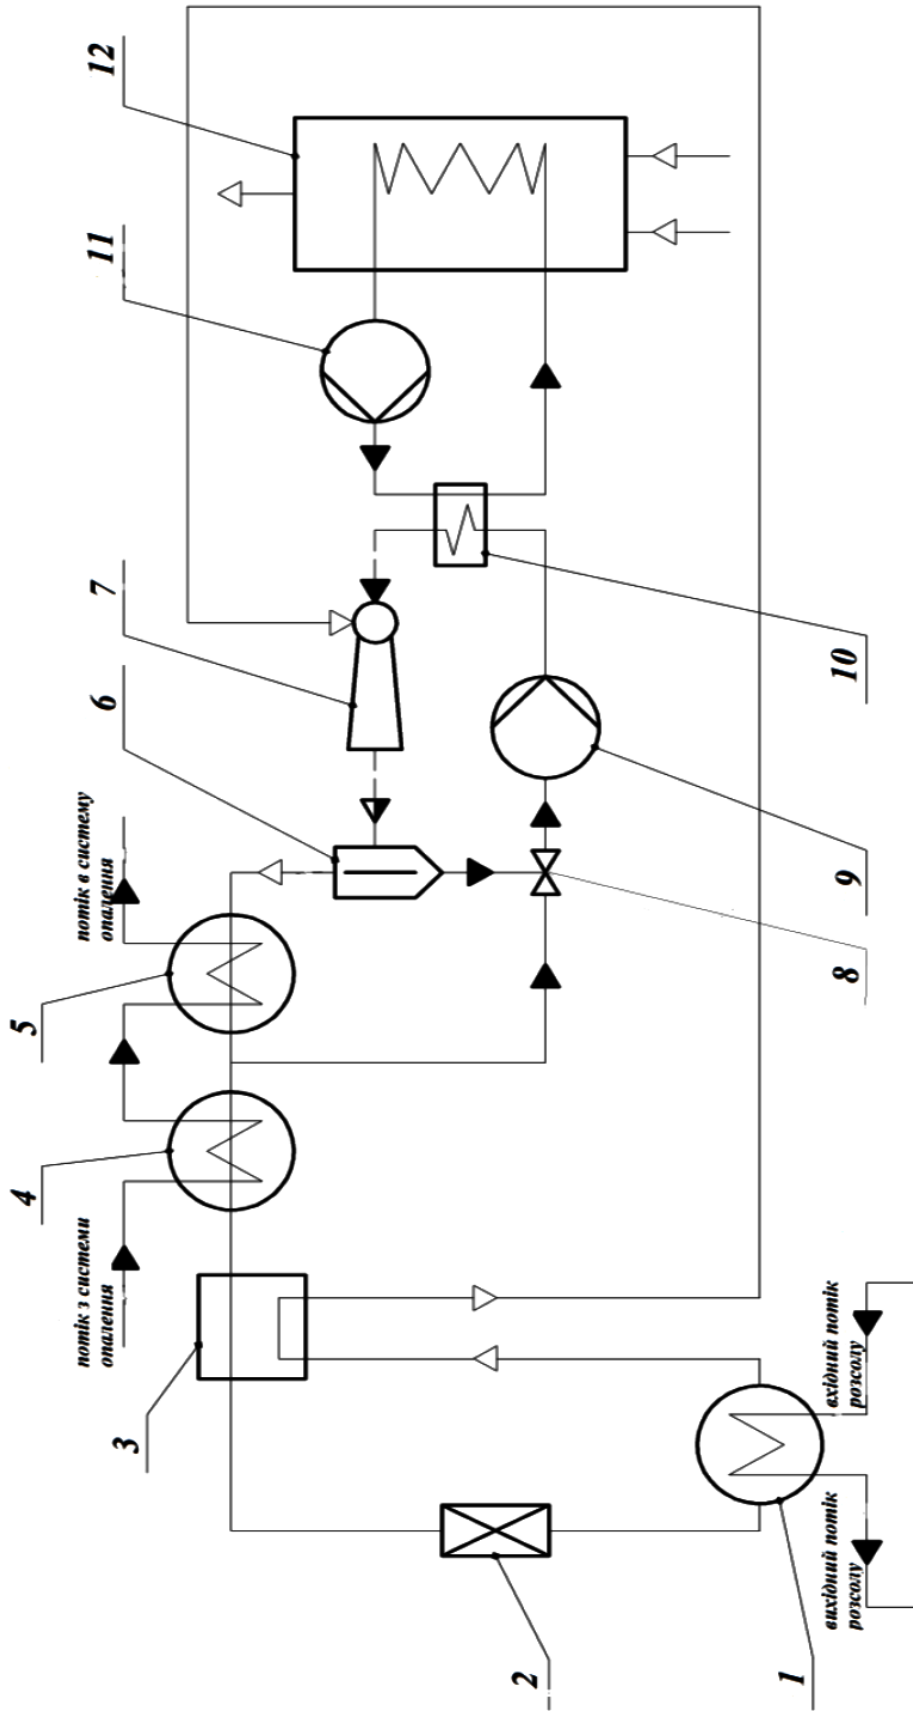 12
11
7
6
потік в систему
опалення
5
4
потік з системи
опалення
3
2
1
вихідний потік
розсолу
вхідний потік
розсолу
8
9
10